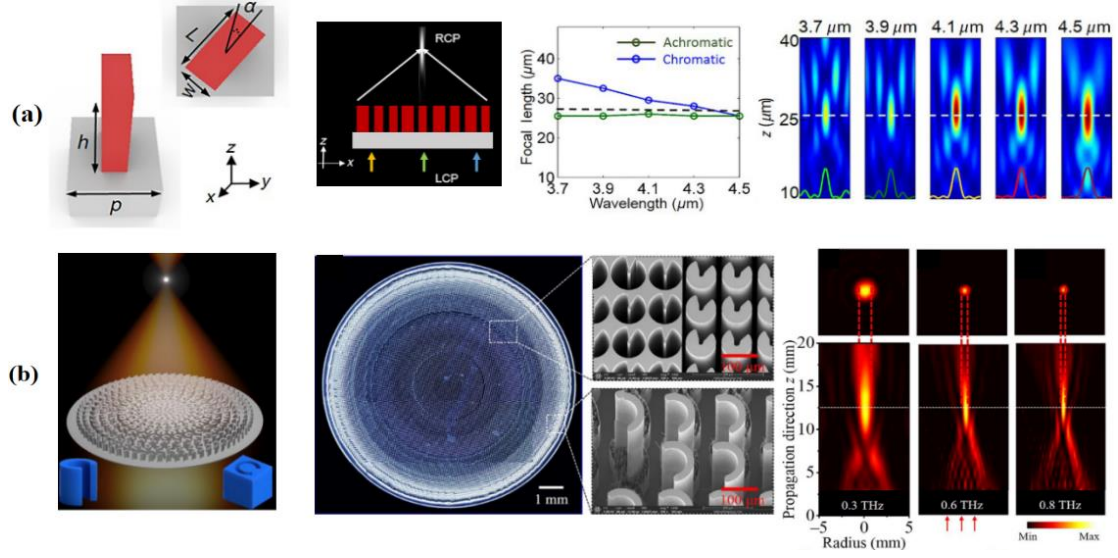 (a)
L
α
w
h
p
x
y
z
RCP
z
x
LCP
Focal length (μm)
40
30
20
10
Achromatic
Chromatic
3.7 3.9 4.1 4.3 4.5
Wavelength (μm)
3.7 μm 3.9 μm 4.1 μm 4.3 μm 4.5 μm
z (μm)
40
25
10
(b)
1 mm
100 μm
Propagation direction z (mm)
20
15
10
5
0
0.3 THz 0.6 THz 0.8 THz
-5 0 5
Radius (mm)
Min Max